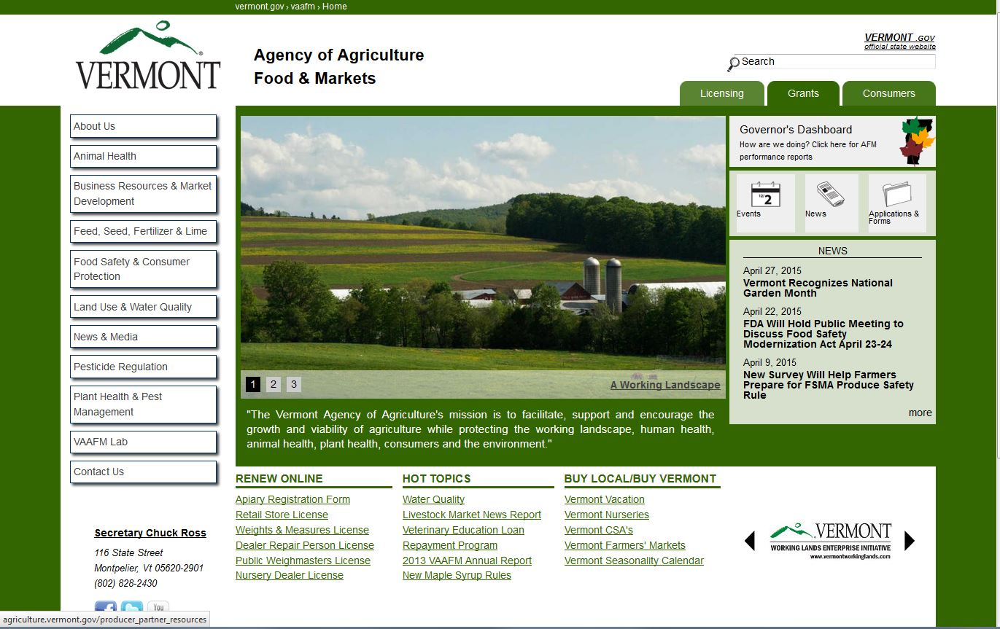 vermont.gov › vaafm › Home
VERMONT
®
Agency of Agriculture
Food & Markets
VERMONT .GOV
official state website
Search
Licensing
Grants
Consumers
About Us
Animal Health
Business Resources & Market
Development
Feed, Seed, Fertilizer & Lime
Food Safety & Consumer
Protection
Land Use & Water Quality
News & Media
Pesticide Regulation
Plant Health & Pest
Management
VAAFM Lab
Contact Us
Secretary Chuck Ross
116 State Street
Montpelier, Vt 05620-2901
(802) 828-2430
You
1
2
3
A Working Landscape
"The Vermont Agency of Agriculture's mission is to facilitate, support and encourage the
growth and viability of agriculture while protecting the working landscape, human health,
animal health, plant health, consumers and the environment."
Governor's Dashboard
How are we doing? Click here for AFM
performance reports
12/
2
Events
News
Applications &
Forms
NEWS
April 27, 2015
Vermont Recognizes National
Garden Month
April 22, 2015
FDA Will Hold Public Meeting to
Discuss Food Safety
Modernization Act April 23-24
April 9, 2015
New Survey Will Help Farmers
Prepare for FSMA Produce Safety
Rule
more
RENEW ONLINE
Apiary Registration Form
Retail Store License
Weights & Measures License
Dealer Repair Person License
Public Weighmasters License
Nursery Dealer License
HOT TOPICS
Water Quality
Livestock Market News Report
Veterinary Education Loan
Repayment Program
2013 VAAFM Annual Report
New Maple Syrup Rules
BUY LOCAL/BUY VERMONT
Vermont Vacation
Vermont Nurseries
Vermont CSA's
Vermont Farmers' Markets
Vermont Seasonality Calendar
VERMONT
WORKING LANDS ENTERPRISE INITIATIVE
www.vermontworkinglands.com
agriculture.vermont.gov/producer_partner_resources